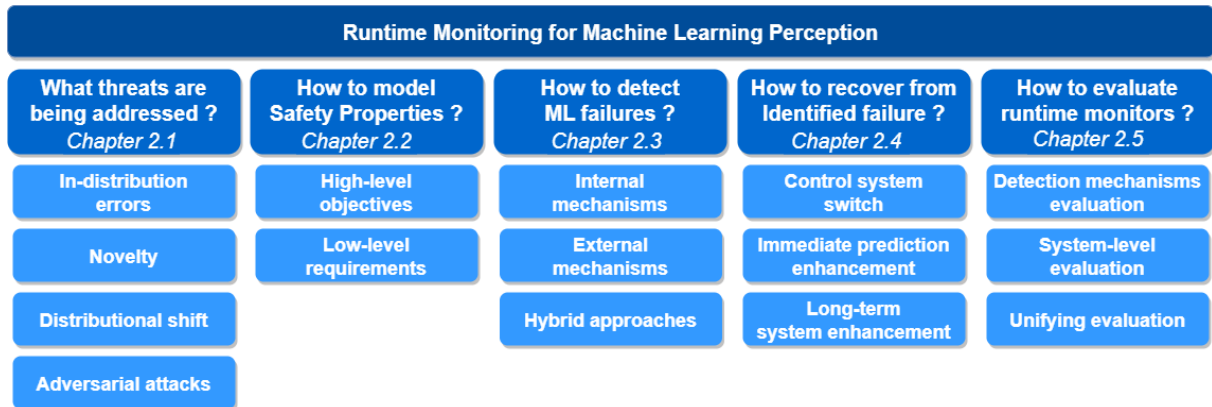 Runtime Monitoring for Machine Learning Perception
What threats are
being addressed ?
Chapter 2.1
In-distribution
errors
Novelty
Distributional shift
Adversarial attacks
How to model
Safety Properties ?
Chapter 2.2
High-level
objectives
Low-level
requirements
How to detect
ML failures ?
Chapter 2.3
Internal
mechanisms
External
mechanisms
Hybrid approaches
How to recover from
Identified failure ?
Chapter 2.4
Control system
switch
Immediate prediction
enhancement
Long-term
system enhancement
How to evaluate
runtime monitors ?
Chapter 2.5
Detection mechanisms
evaluation
System-level
evaluation
Unifying evaluation